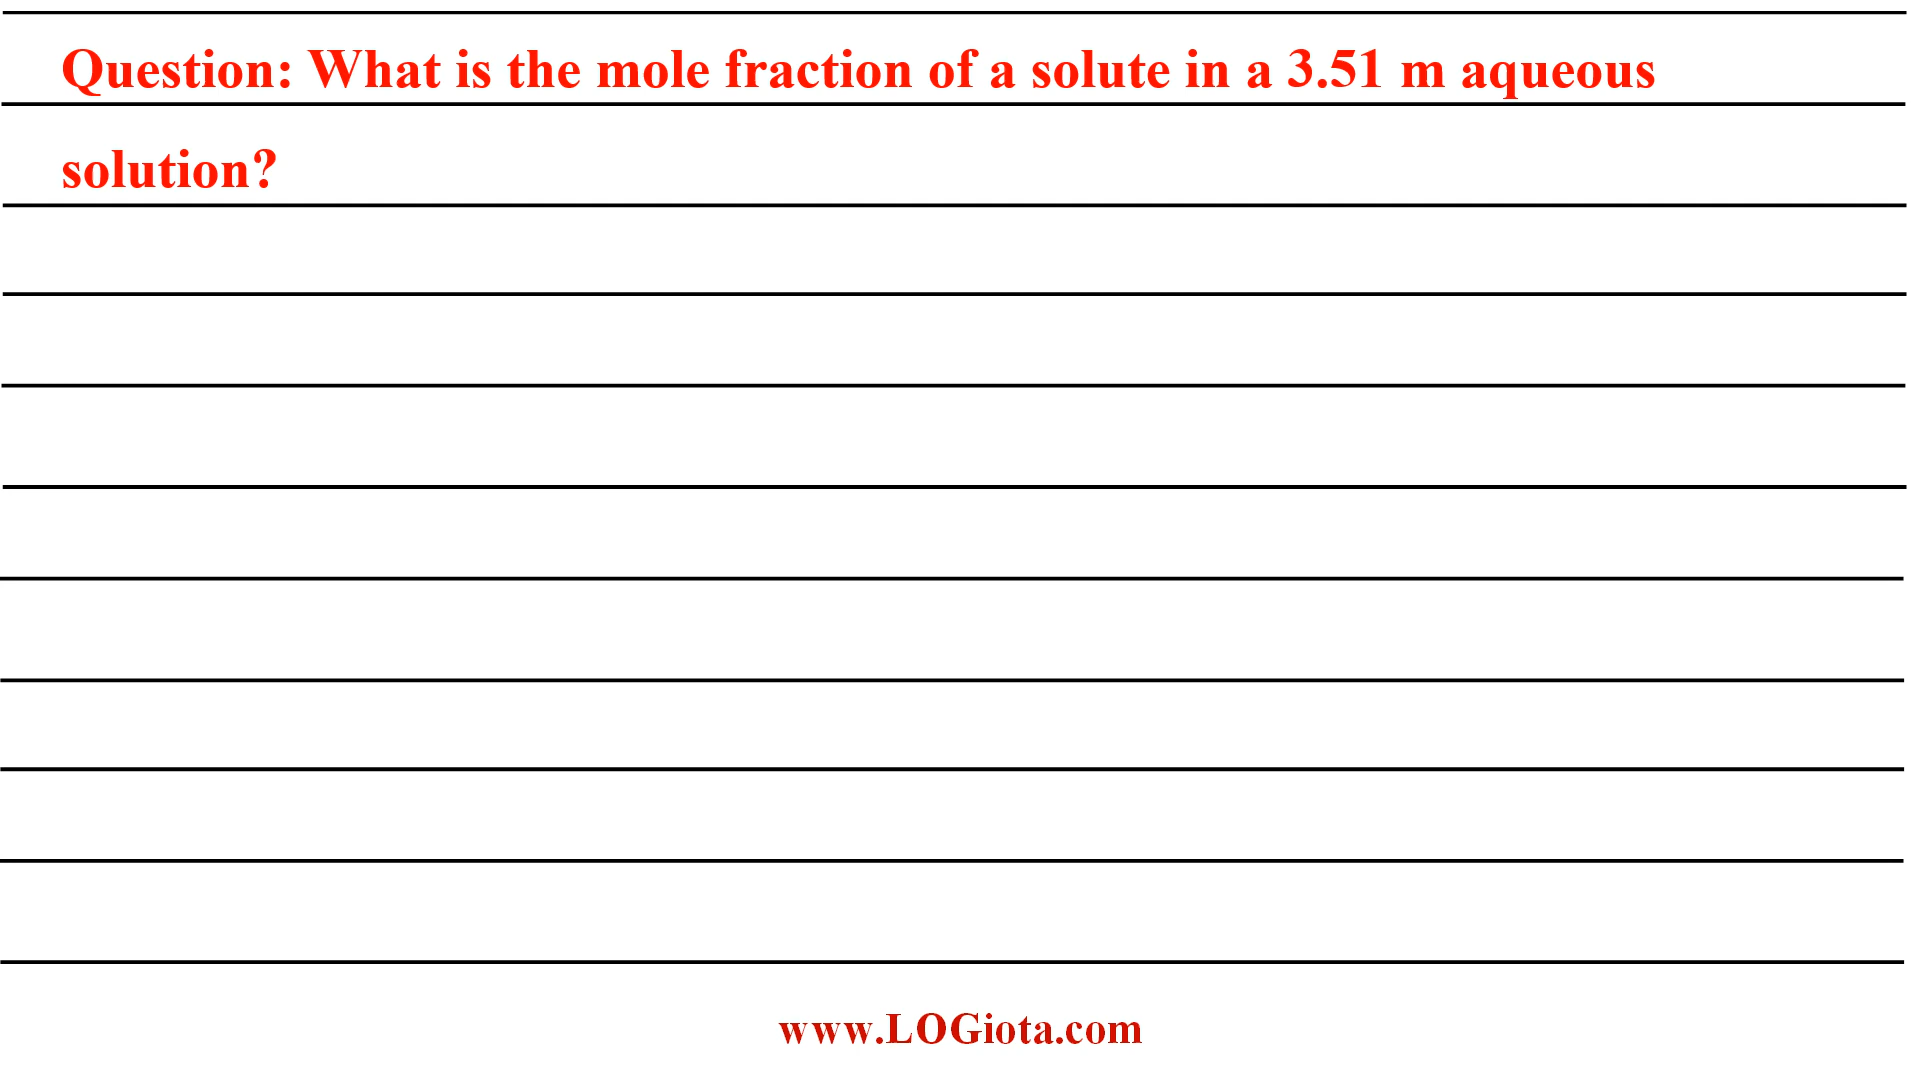 Question: What is the mole fraction of a solute in a 3.51 m aqueous
solution?
www.LOGiota.com